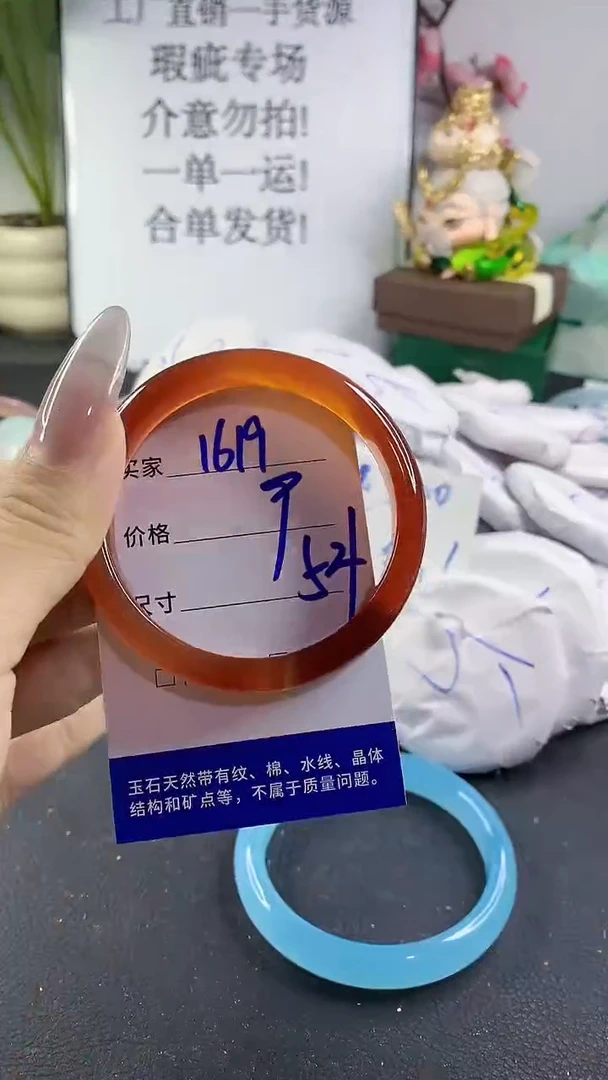 工厂直销一手货源
瑕疵专场
介意勿拍!
一单一运!
合单发货!
买家 1619
价格
尺寸 54
玉石天然带有纹、棉、水线、晶体
结构和矿点等，不属于质量问题。